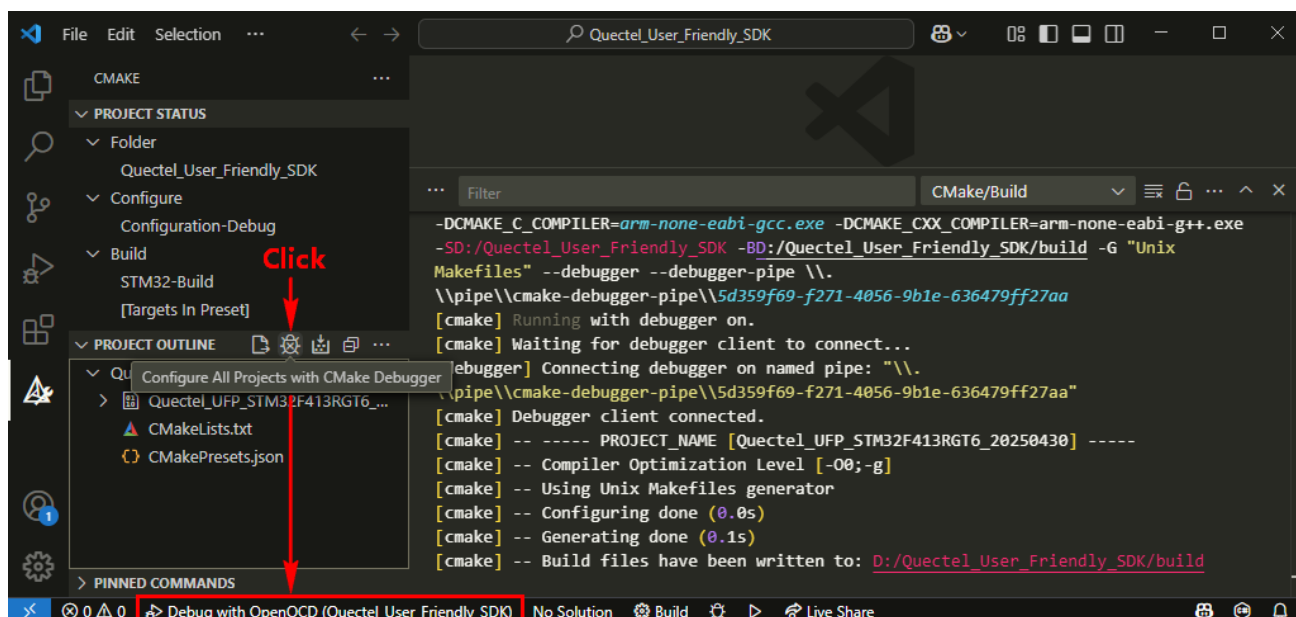 File Edit Selection ··· Quectel_User_Friendly_SDK
CMAKE ···
PROJECT STATUS
Folder
Quectel_User_Friendly_SDK
Configure
Configuration-Debug
Build
STM32-Build
[Targets In Preset]
Click
PROJECT OUTLINE ···
Qu
Configure All Projects with CMake Debugger
Quectel_UFP_STM32F413RGT6_...
CMakeLists.txt
CMakePresets.json
1
PINNED COMMANDS
··· Filter CMake/Build ···
-DCMAKE_C_COMPILER=arm-none-eabi-gcc.exe -DCMAKE_CXX_COMPILER=arm-none-eabi-g++.exe
-SD:/Quectel_User_Friendly_SDK -BD:/Quectel_User_Friendly_SDK/build -G "Unix
Makefiles" --debugger --debugger-pipe \\.
\\pipe\\cmake-debugger-pipe\\5d359f69-f271-4056-9b1e-636479ff27aa
[cmake] Running with debugger on.
[cmake] Waiting for debugger client to connect...
debugger] Connecting debugger on named pipe: "\\.
\\pipe\\cmake-debugger-pipe\\5d359f69-f271-4056-9b1e-636479ff27aa"
[cmake] Debugger client connected.
[cmake] -- ----- PROJECT_NAME [Quectel_UFP_STM32F413RGT6_20250430] -----
[cmake] -- Compiler Optimization Level [-O0;-g]
[cmake] -- Using Unix Makefiles generator
[cmake] -- Configuring done (0.0s)
[cmake] -- Generating done (0.1s)
[cmake] -- Build files have been written to: D:/Quectel_User_Friendly_SDK/build
0 0 Debug with OpenOCD (Quectel_User_Friendly_SDK) No Solution Build Live Share